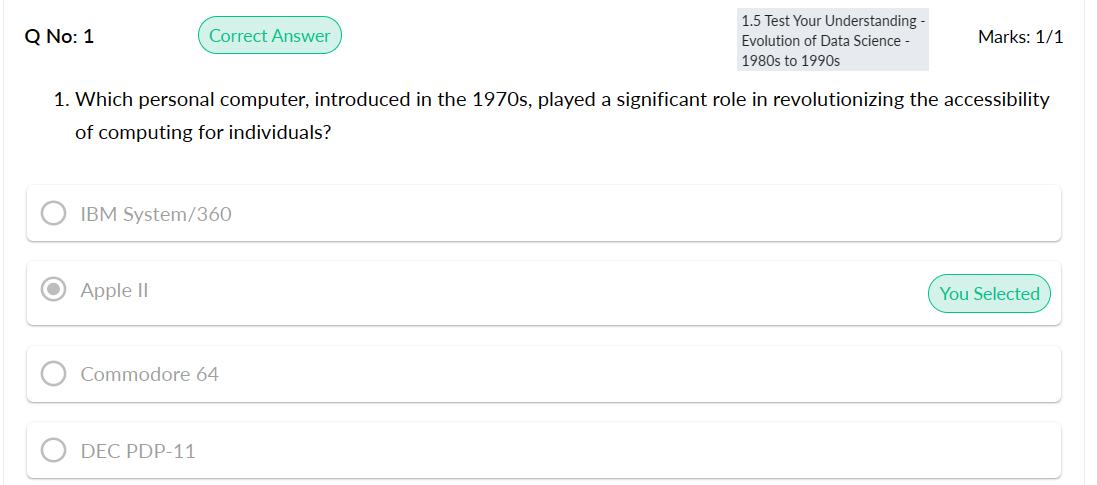 Q No: 1
Correct Answer
1.5 Test Your Understanding -
Evolution of Data Science -
1980s to 1990s
Marks: 1/1
1. Which personal computer, introduced in the 1970s, played a significant role in revolutionizing the accessibility
of computing for individuals?
IBM System/360
Apple II
You Selected
Commodore 64
DEC PDP-11